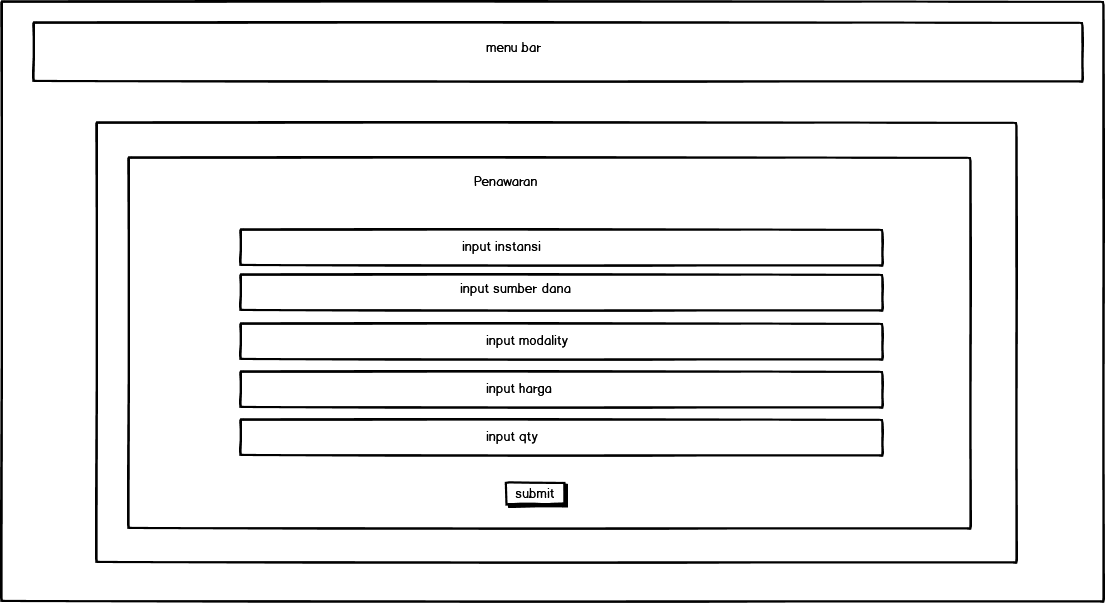 menu bar
Penawaran
input instansi
input sumber dana
input modality
input harga
input qty
submit